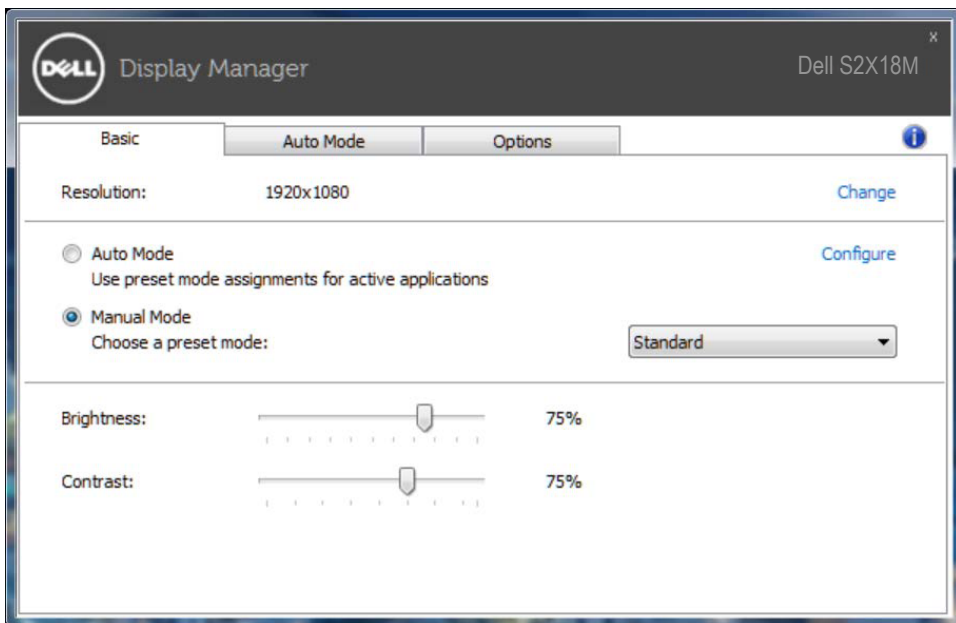 DELL Display Manager Dell S2X18M x
Basic Auto Mode Options
Resolution: 1920x1080 Change
Auto Mode Configure
Use preset mode assignments for active applications
Manual Mode
Choose a preset mode: Standard
Brightness: 75%
Contrast: 75%